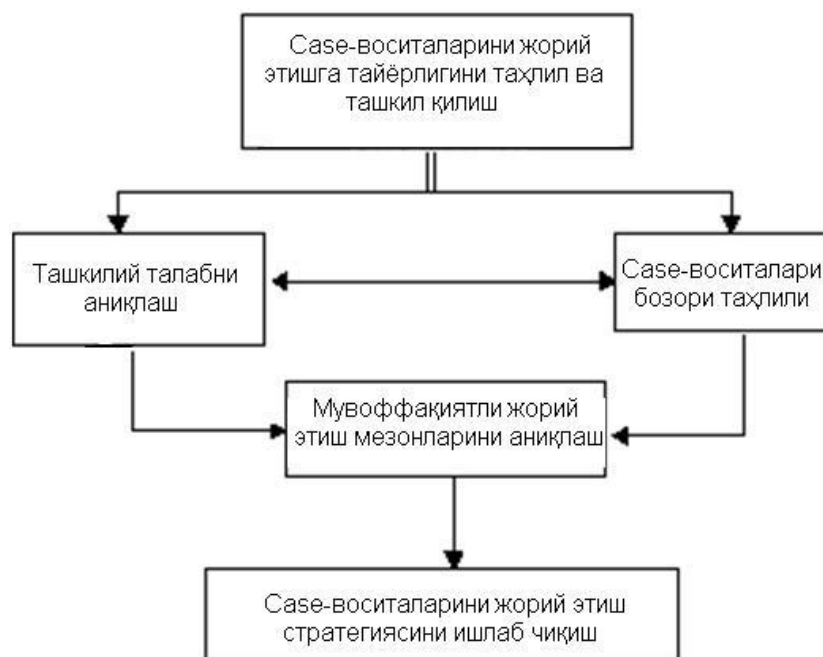 Case-воситаларини жорий
этишга тайёрлигини таҳлил ва
ташкил қилиш
Ташкилий талабни
аниқлаш
Case-воситалари
бозори таҳлили
Мувоффақиятли жорий
этиш мезонларини аниқлаш
Case-воситаларини жорий этиш
стратегиясини ишлаб чиқиш